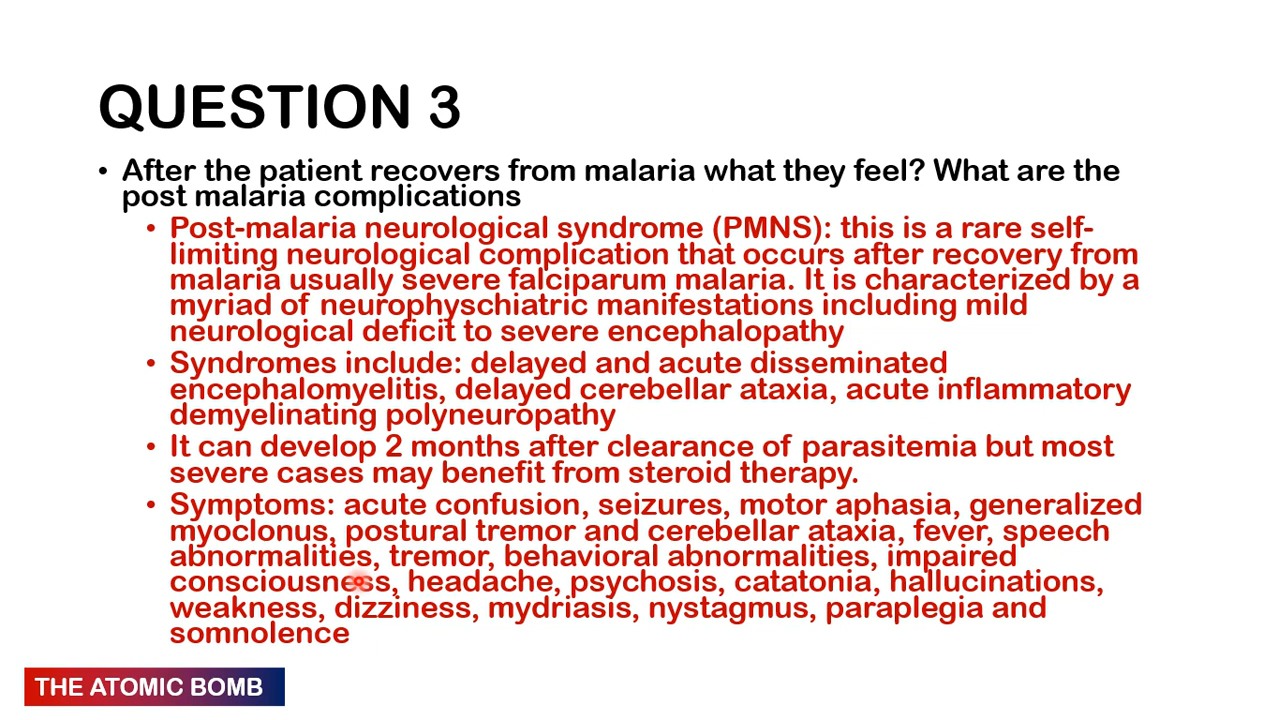 QUESTION 3
• After the patient recovers from malaria what they feel? What are the
post malaria complications
• Post-malaria neurological syndrome (PMNS): this is a rare self-
limiting neurological complication that occurs after recovery from
malaria usually severe falciparum malaria. It is characterized by a
myriad of neurophyschiatric manifestations including mild
neurological deficit to severe encephalopathy
• Syndromes include: delayed and acute disseminated
encephalomyelitis, delayed cerebellar ataxia, acute inflammatory
demyelinating polyneuropathy
• It can develop 2 months after clearance of parasitemia but most
severe cases may benefit from steroid therapy.
• Symptoms: acute confusion, seizures, motor aphasia, generalized
myoclonus, postural tremor and cerebellar ataxia, fever, speech
abnormalities, tremor, behavioral abnormalities, impaired
consciousness, headache, psychosis, catatonia, hallucinations,
weakness, dizziness, mydriasis, nystagmus, paraplegia and
somnolence
THE ATOMIC BOMB